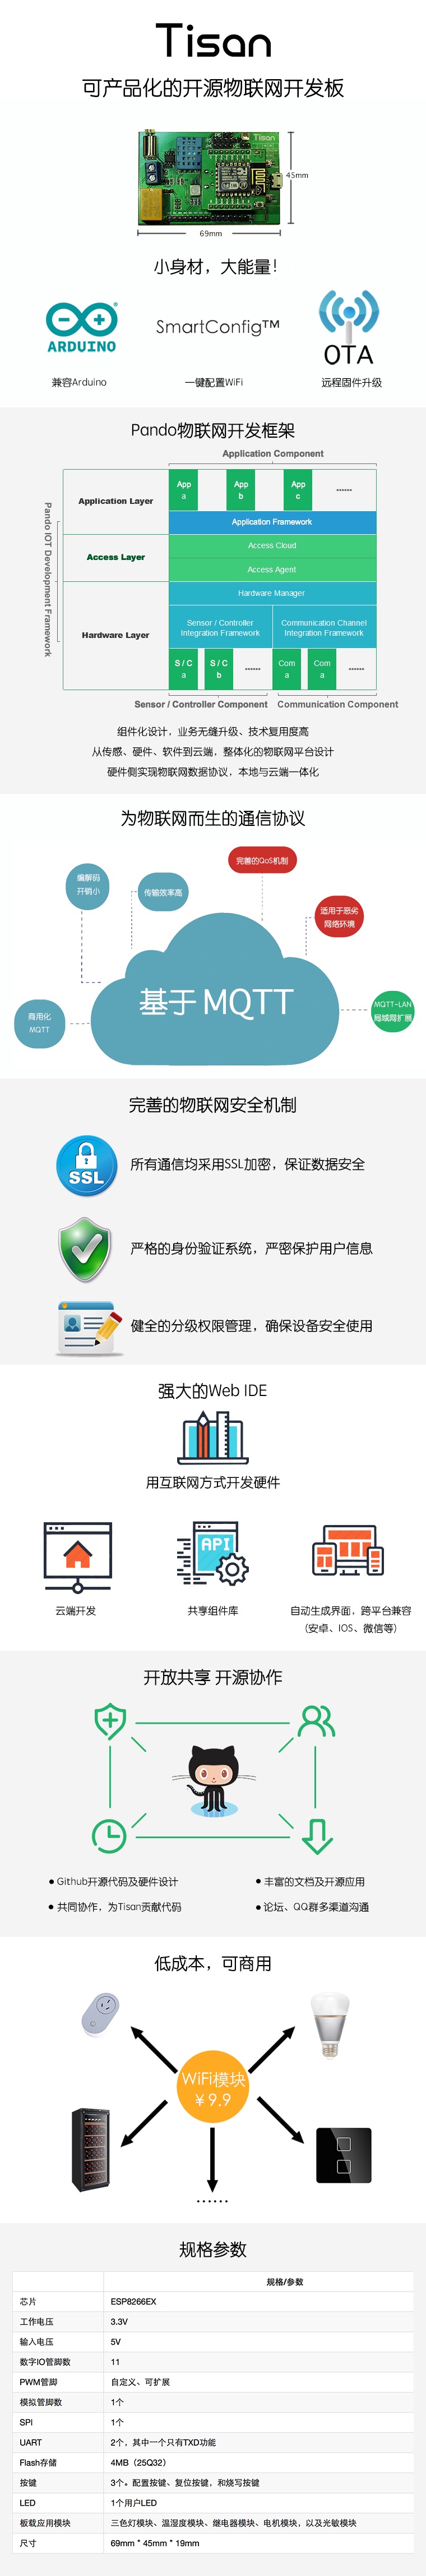 Tisan
可产品化的开源物联网开发板
Tisan
45mm
69mm
小身材，大能量！
ARDUINO
SmartConfig™
OTA
兼容Arduino
一键配置WiFi
远程固件升级
Pando物联网开发框架
Application Component
Pando IOT Development Framework
Application Layer
App a
App b
App c
······
Application Framework
Access Layer
Access Cloud
Access Agent
Hardware Layer
Hardware Manager
Sensor / Controller
Integration Framework
Communication Channel
Integration Framework
S / C a
S / C b
······
Com a
Com a
······
Sensor / Controller Component
Communication Component
组件化设计，业务无缝升级、技术复用度高
从传感、硬件、软件到云端，整体化的物联网平台设计
硬件侧实现物联网数据协议，本地与云端一体化
为物联网而生的通信协议
完善的QoS机制
编解码
开销小
传输效率高
适用于恶劣
网络环境
基于 MQTT
商用化
MQTT
MQTT-LAN
局域网扩展
完善的物联网安全机制
SSL
所有通信均采用SSL加密，保证数据安全
严格的身份验证系统，严密保护用户信息
健全的分级权限管理，确保设备安全使用
强大的Web IDE
用互联网方式开发硬件
API
云端开发
共享组件库
自动生成界面，跨平台兼容
（安卓、IOS、微信等）
开放共享 开源协作
● Github开源代码及硬件设计
● 丰富的文档及开源应用
● 共同协作，为Tisan贡献代码
● 论坛、QQ群多渠道沟通
低成本，可商用
WiFi模块
￥9.9
······
规格参数
规格/参数
芯片 ESP8266EX
工作电压 3.3V
输入电压 5V
数字IO管脚数 11
PWM管脚 自定义、可扩展
模拟管脚数 1个
SPI 1个
UART 2个，其中一个只有TXD功能
Flash存储 4MB（25Q32）
按键 3个。配置按键、复位按键，和烧写按键
LED 1个用户LED
板载应用模块 三色灯模块、温湿度模块、继电器模块、电机模块，以及光敏模块
尺寸 69mm * 45mm * 19mm